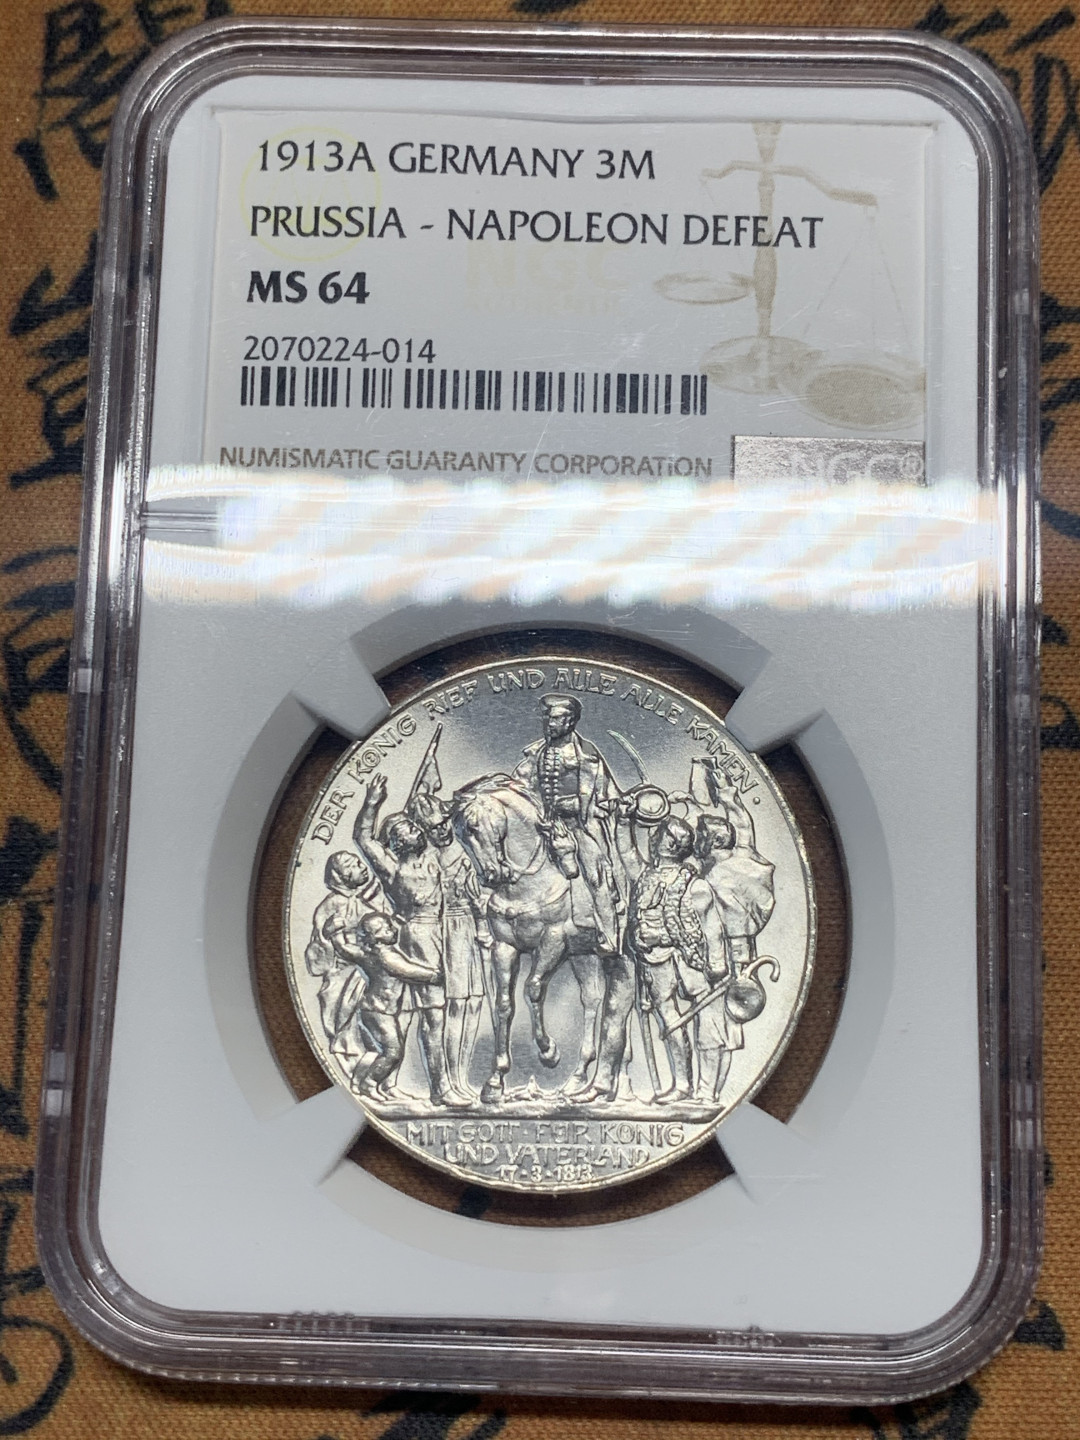 1913A GERMANY 3M
PRUSSIA - NAPOLEON DEFEAT
MS 64
2070224-014
NUMISMATIC GUARANTY CORPORATION
NGC®
DER KÖNIG RIEF UND ALLE ALLE KAMEN.
MIT GOTT · FÜR KÖNIG
UND VATERLAND
17·3·1813